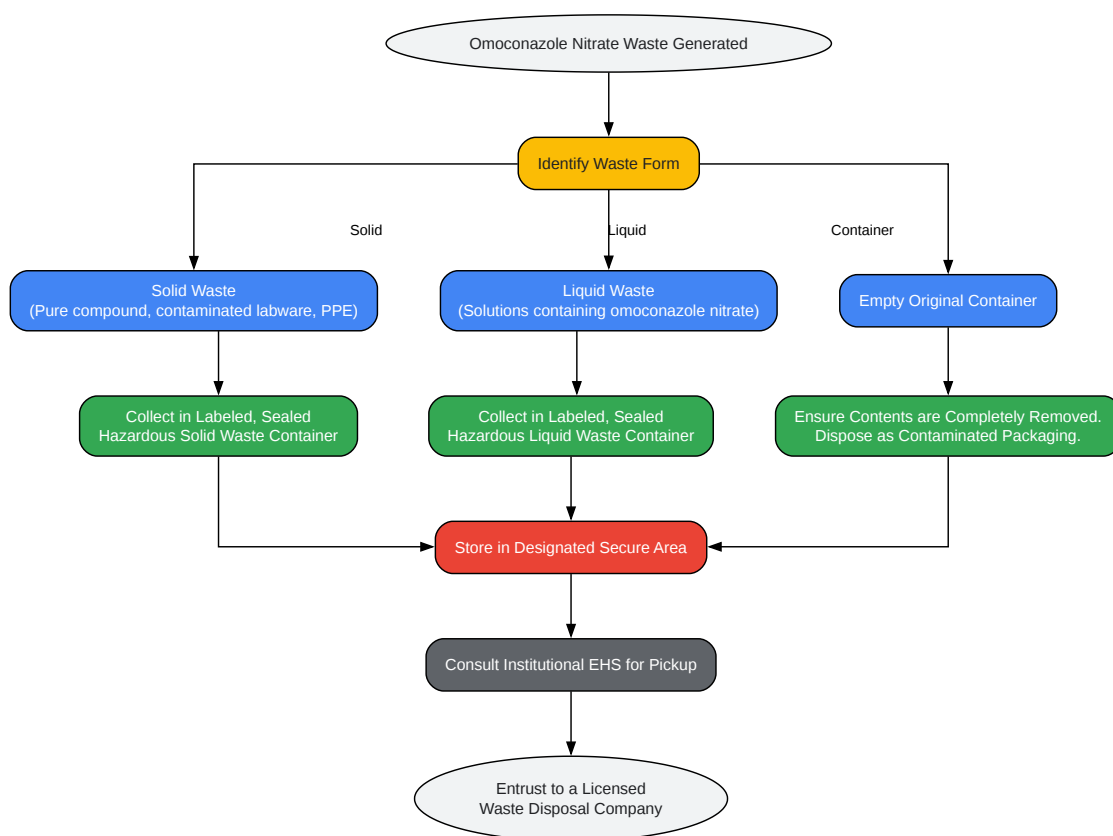 Omoconazole Nitrate Waste Generated
Identify Waste Form
Solid
Liquid
Container
Solid Waste
(Pure compound, contaminated labware, PPE)
Liquid Waste
(Solutions containing omoconazole nitrate)
Empty Original Container
Collect in Labeled, Sealed
Hazardous Solid Waste Container
Collect in Labeled, Sealed
Hazardous Liquid Waste Container
Ensure Contents are Completely Removed.
Dispose as Contaminated Packaging.
Store in Designated Secure Area
Consult Institutional EHS for Pickup
Entrust to a Licensed
Waste Disposal Company